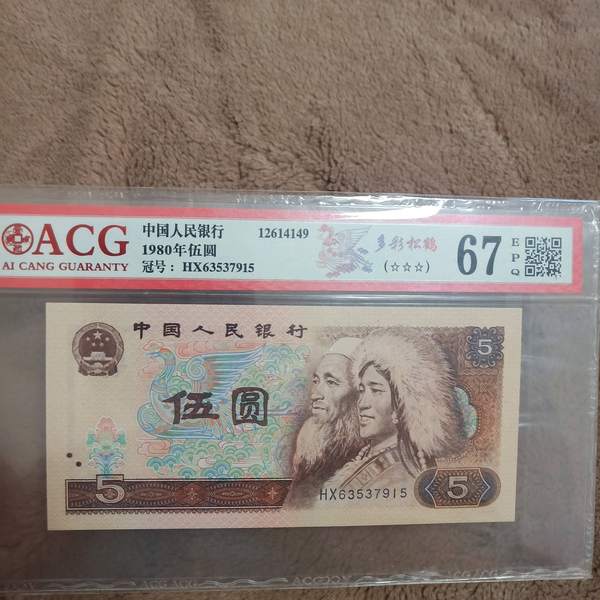 ACG
AI CANG GUARANTY
中国人民银行 12614149
1980年伍圆
冠号： HX63537915
多彩松鹤
(☆☆☆)
67
EPQ
中国人民银行
5
伍圆
HX63537915
5
5